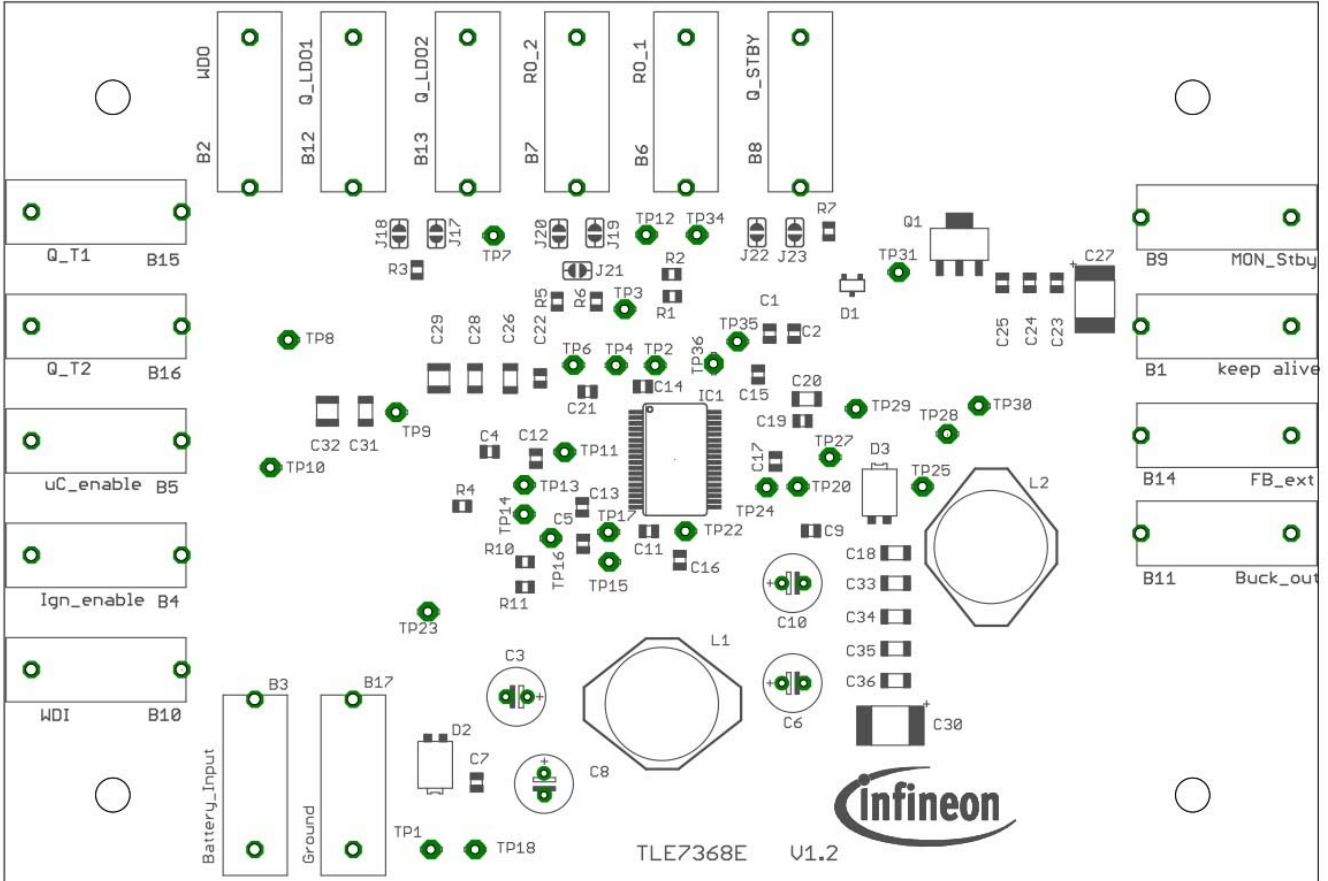 WDO
B2
Q_LDO1
B12
Q_LDO2
B13
RO_2
B7
RO_1
B6
Q_STBY
B8
Q_T1 B15
Q_T2 B16
uC_enable B5
Ign_enable B4
WDI B10
B9 MON_Stby
B1 keep alive
B14 FB_ext
B11 Buck_out
J18
J17
TP7
J20
J19
TP12
TP34
J22
J23
R7
Q1
TP31
R3
J21
R2
R5
R6
TP3
R1
D1
C27
+
C25
C24
C23
TP8
C29
C28
C26
C22
TP6
TP4
TP2
TP36
TP35
C1
C2
C14
C21
IC1
C15
C20
C19
TP29
TP28
TP30
C32
C31
TP9
TP10
C4
C12
TP11
C17
TP27
D3
TP25
L2
TP13
TP14
R4
C13
C5
TP17
TP22
TP24
TP20
C9
C11
C16
R10
TP16
TP15
R11
TP23
+
C10
C18
C33
C34
C35
C36
C3
+
L1
+
C6
+
C30
B3
B17
Battery_Input
Ground
D2
C7
+
C8
TP1
TP18
infineon
TLE7368E V1.2